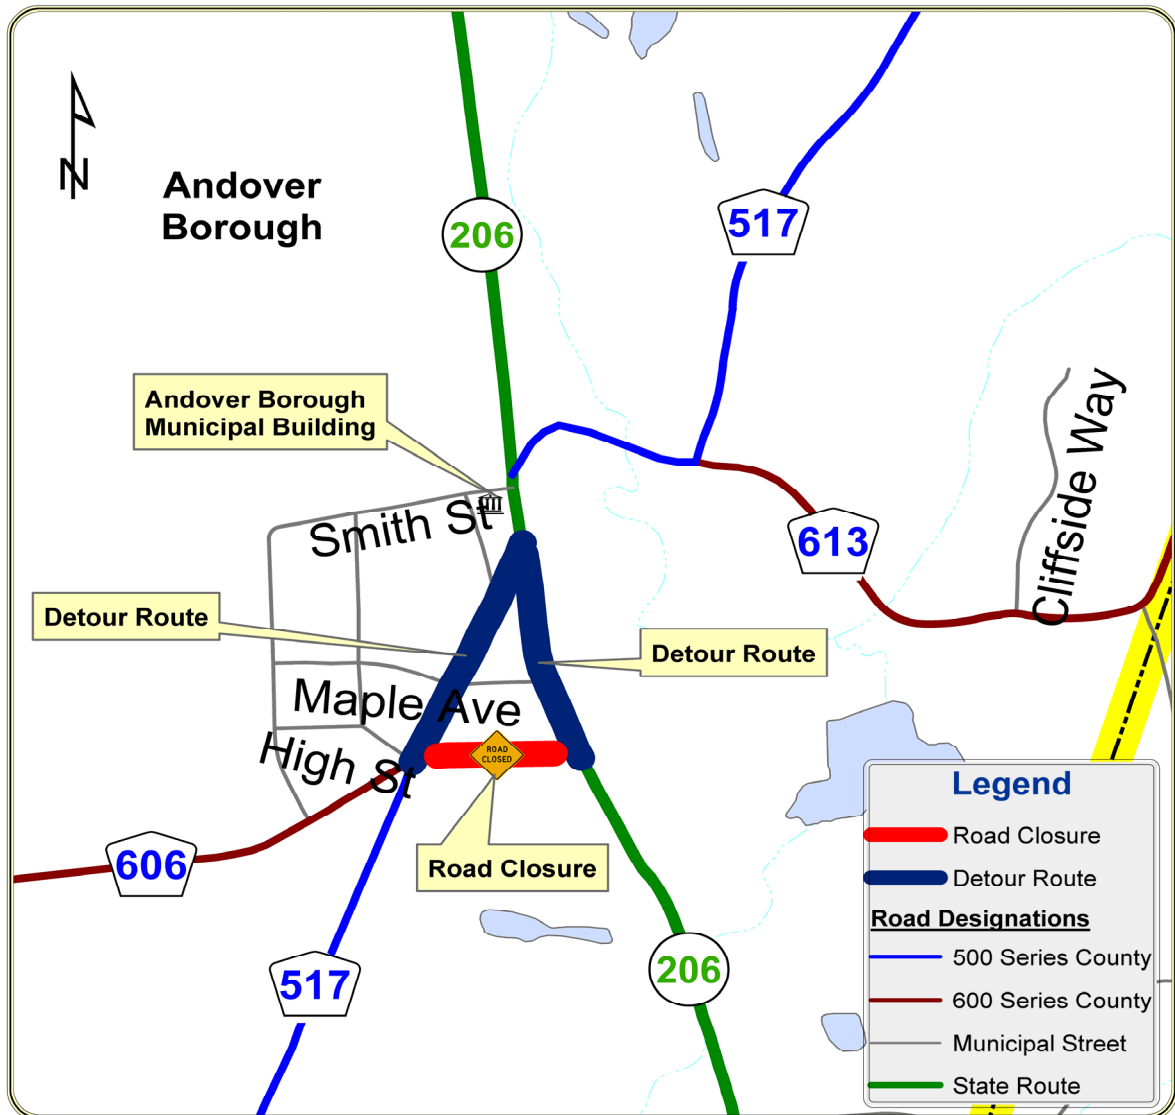 N
Andover
Borough
206
517
Andover Borough
Municipal Building
Smith St
613
Cliffside Way
Detour Route
Detour Route
Maple Ave
High St
ROAD
CLOSED
606
Road Closure
517
206
Legend
Road Closure
Detour Route
Road Designations
500 Series County
600 Series County
Municipal Street
State Route